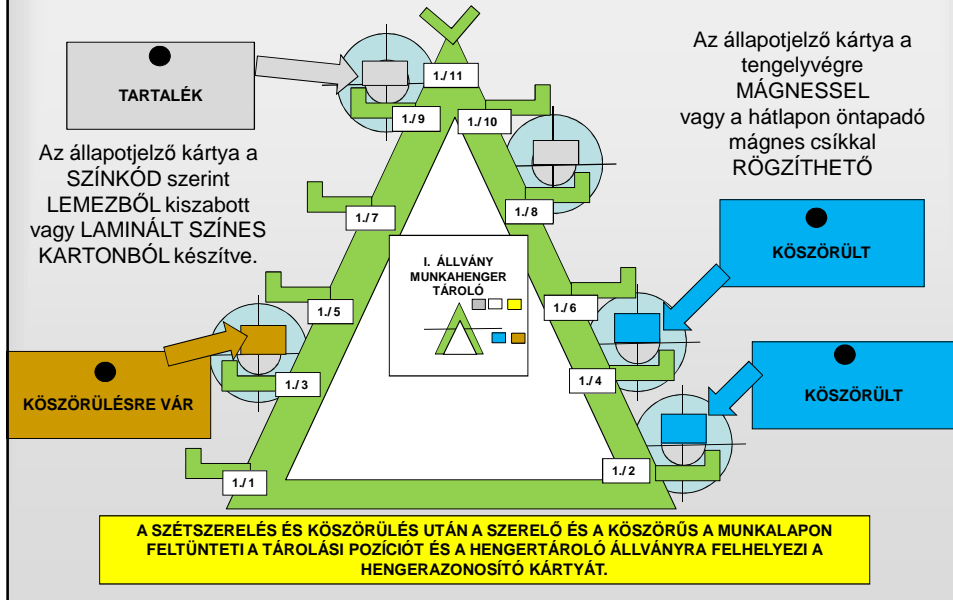 TARTALÉK
Az állapotjelző kártya a
SZÍNKÓD szerint
LEMEZBŐL kiszabott
vagy LAMINÁLT SZÍNES
KARTONBÓL készítve.
Az állapotjelző kártya a
tengelyvégre
MÁGNESSEL
vagy a hátlapon öntapadó
mágnes csíkkal
RÖGZÍTHETŐ
1./ 11
1./ 9
1./ 10
1./ 7
1./ 8
1./ 5
1./ 6
1./ 3
1./ 4
1./ 1
1./ 2
I. ÁLLVÁNY
MUNKAHENGER
TÁROLÓ
KÖSZÖRÜLT
KÖSZÖRÜLT
KÖSZÖRÜLÉSRE VÁR
A SZÉTSZERELÉS ÉS KÖSZÖRÜLÉS UTÁN A SZERELŐ ÉS A KÖSZÖRŰS A MUNKALAPON
FELTÜNTETI A TÁROLÁSI POZÍCIÓT ÉS A HENGERTÁROLÓ ÁLLVÁNYRA FELHELYEZI A
HENGERAZONOSÍTÓ KÁRTYÁT.